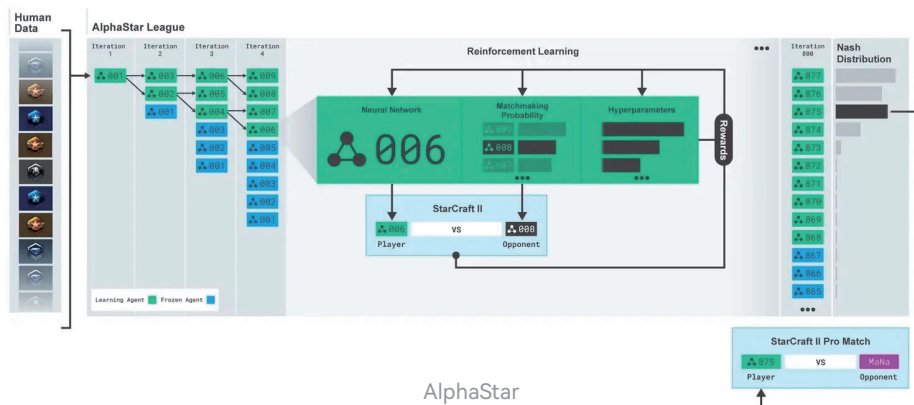 Human
Data
AlphaStar League
Iteration
1
Iteration
2
Iteration
3
Iteration
4
Reinforcement Learning
Iteration
800
Nash
Distribution
001
003
006
009
002
005
008
001
004
007
003
006
002
005
001
004
003
002
001
Neural Network
006
Matchmaking
Probability
008
007
Hyperparameters
Rewards
StarCraft II
006
VS
008
Player
Opponent
877
876
875
874
873
872
871
870
869
868
867
866
865
Learning Agent
Frozen Agent
StarCraft II Pro Match
875
VS
MaNa
Player
Opponent
AlphaStar